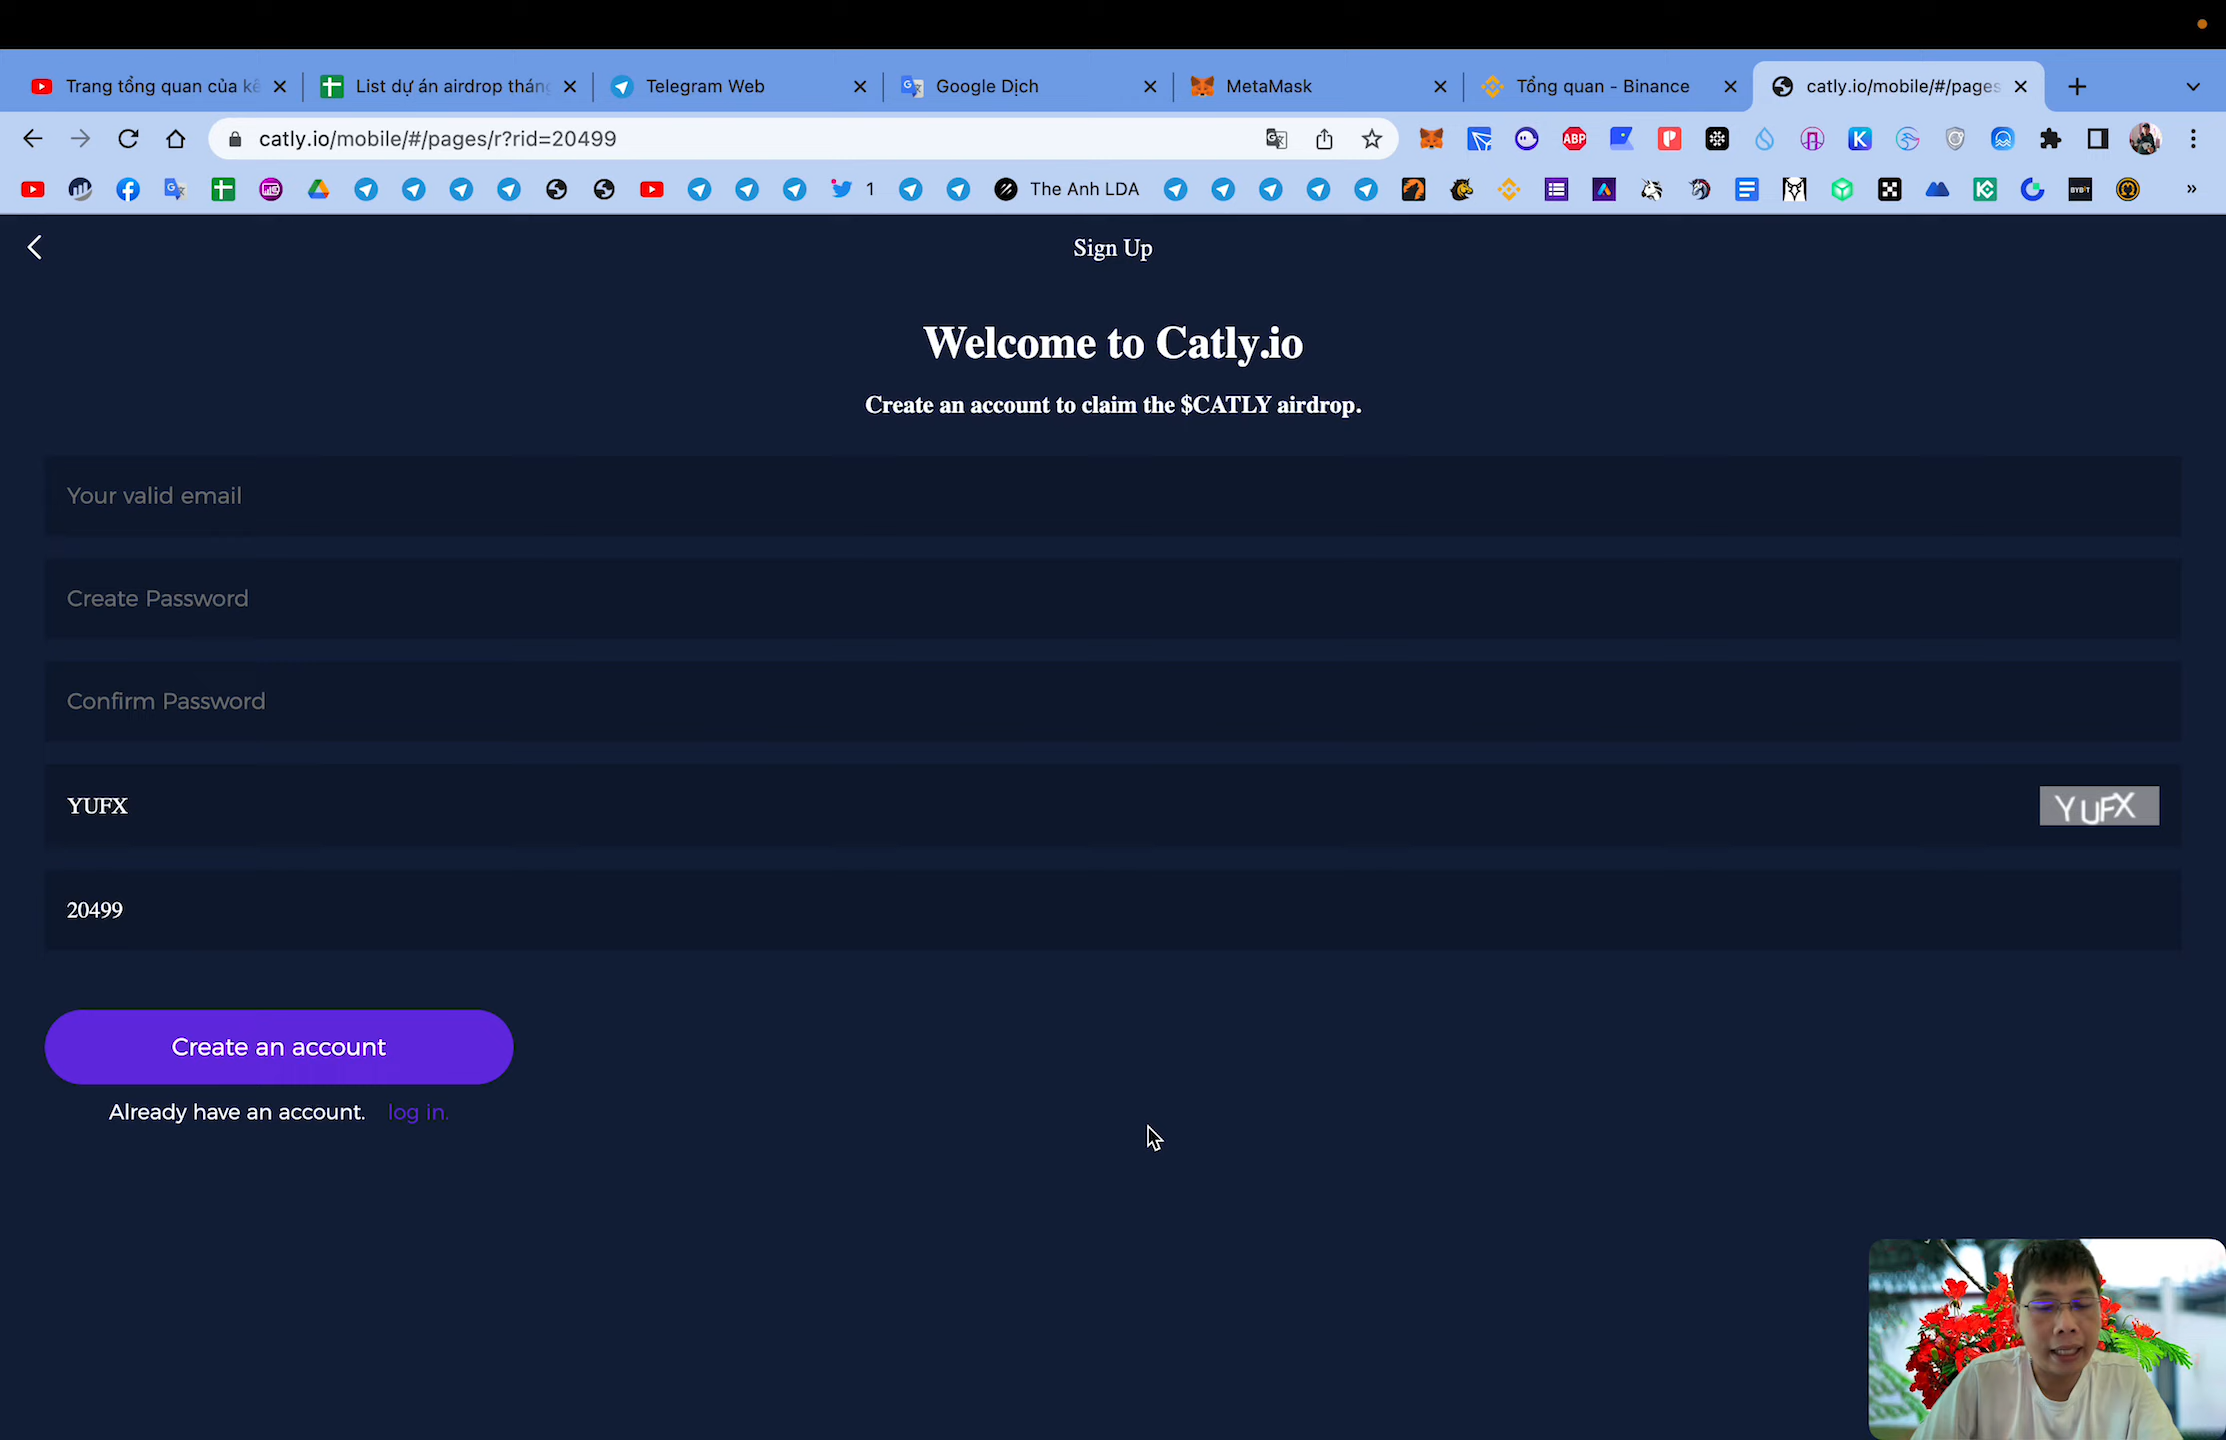 Trang tổng quan của kê
List dự án airdrop tháng
Telegram Web
Google Dịch
MetaMask
Tổng quan - Binance
catly.io/mobile/#/pages
catly.io/mobile/#/pages/r?rid=20499
ABP
1
The Anh LDA
BYBIT
Sign Up
Welcome to Catly.io
Create an account to claim the $CATLY airdrop.
Your valid email
Create Password
Confirm Password
YUFX
YUFX
20499
Create an account
Already have an account. log in.